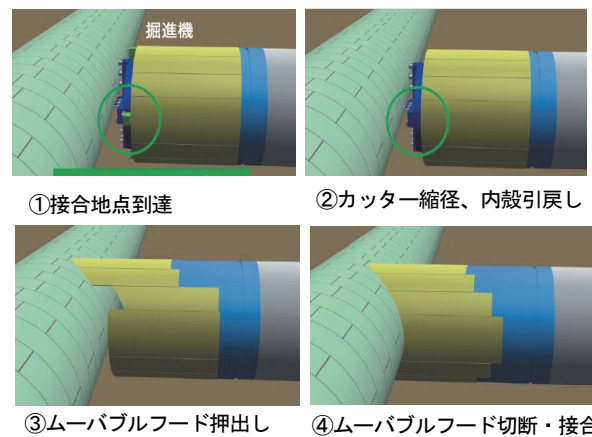 掘進機
①接合地点到達
②カッター縮径、内殻引戻し
③ムーバブルフード押出し
④ムーバブルフード切断・接合